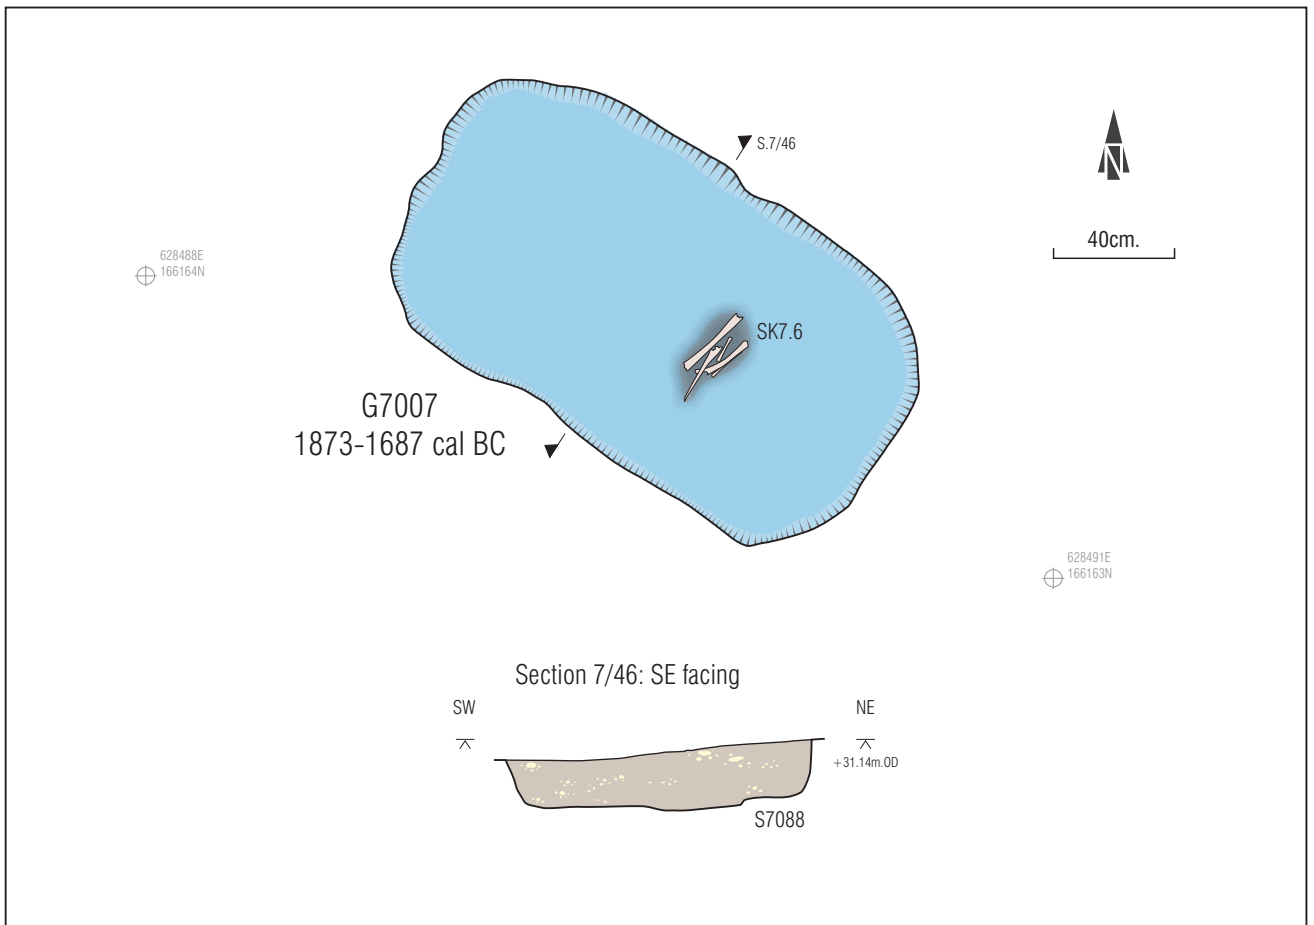 S.7/46
N
40cm.
628488E
166164N
SK7.6
G7007
1873-1687 cal BC
628491E
166163N
Section 7/46: SE facing
SW
NE
+31.14m.OD
S7088